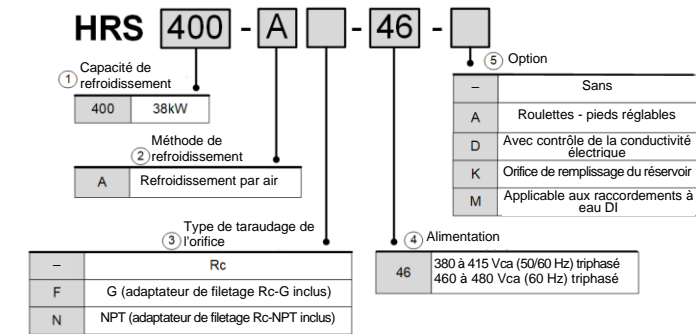 HRS 400 - A - 46 -
5 Option
– Sans
A Roulettes - pieds réglables
D Avec contrôle de la conductivité
électrique
K Orifice de remplissage du réservoir
M Applicable aux raccordements à
eau DI
1 Capacité de
refroidissement
400 38kW
2 Méthode de
refroidissement
A Refroidissement par air
3 Type de taraudage de
l'orifice
– Rc
F G (adaptateur de filetage Rc-G inclus)
N NPT (adaptateur de filetage Rc-NPT inclus)
4 Alimentation
46 380 à 415 Vca (50/60 Hz) triphasé
460 à 480 Vca (60 Hz) triphasé